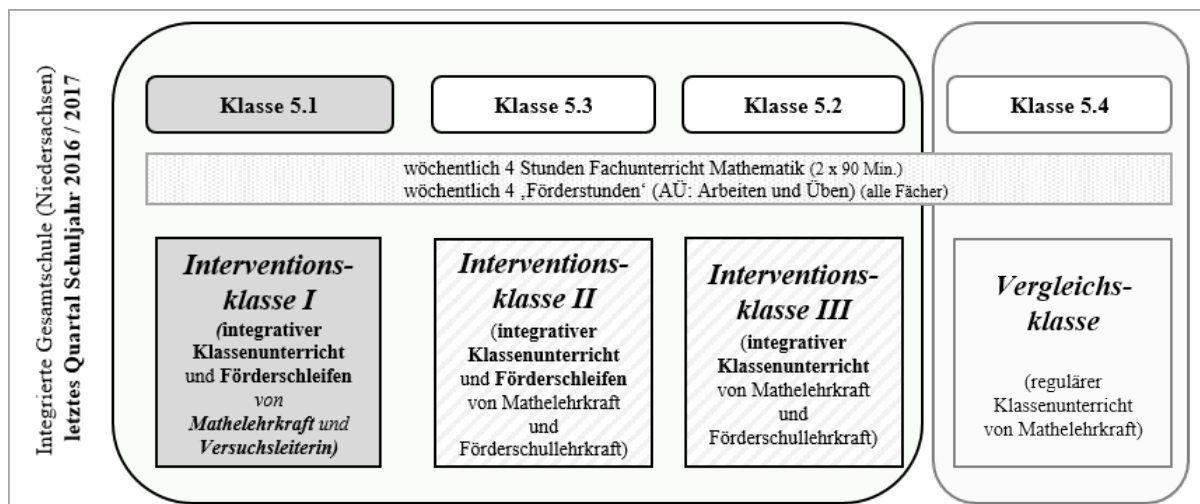 Integrierte Gesamtschule (Niedersachsen)
letztes Quartal Schuljahr 2016 / 2017
Klasse 5.1
Klasse 5.3
Klasse 5.2
Klasse 5.4
wöchentlich 4 Stunden Fachunterricht Mathematik (2 x 90 Min.)
wöchentlich 4 ‚Förderstunden‘ (AÜ: Arbeiten und Üben) (alle Fächer)
Interventions-
klasse I
(integrativer
Klassenunterricht
und Förderschleifen
von
Mathelehrkraft und
Versuchsleiterin)
Interventions-
klasse II
(integrativer
Klassenunterricht
und Förderschleifen
von Mathelehrkraft
und
Förderschullehrkraft)
Interventions-
klasse III
(integrativer
Klassenunterricht
von Mathelehrkraft
und
Förderschullehrkraft)
Vergleichs-
klasse
(regulärer
Klassenunterricht
von Mathelehrkraft)